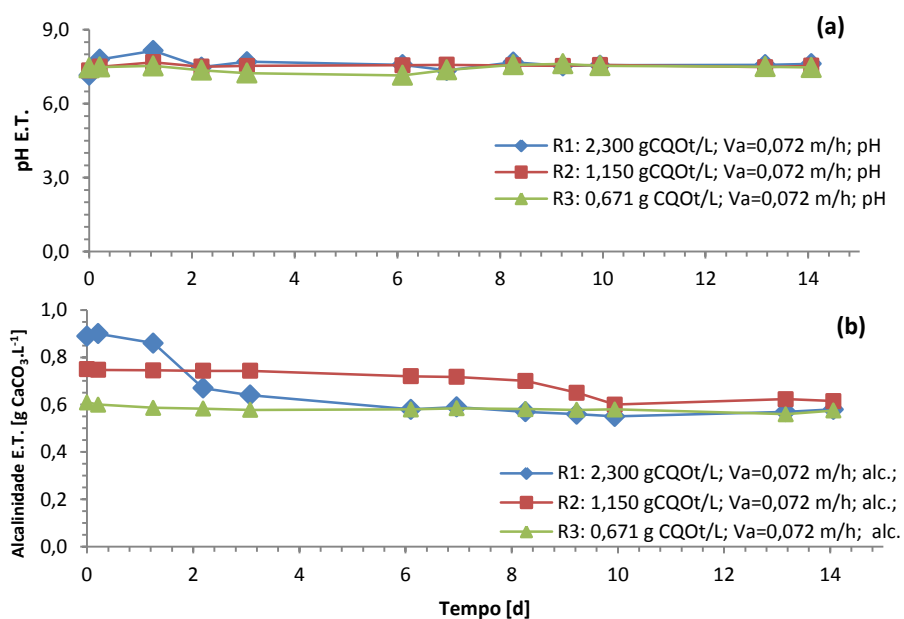 (a)
pH E.T.
9,0
6,0
3,0
0,0
R1: 2,300 gCQOt/L; Va=0,072 m/h; pH
R2: 1,150 gCQOt/L; Va=0,072 m/h; pH
R3: 0,671 g CQOt/L; Va=0,072 m/h; pH
0 2 4 6 8 10 12 14
(b)
Alcalinidade E.T. [g CaCO₃.L⁻¹]
1,0
0,8
0,6
0,4
0,2
0,0
R1: 2,300 gCQOt/L; Va=0,072 m/h; alc.;
R2: 1,150 gCQOt/L; Va=0,072 m/h; alc.;
R3: 0,671 g CQOt/L; Va=0,072 m/h; alc.
0 2 4 6 8 10 12 14
Tempo [d]